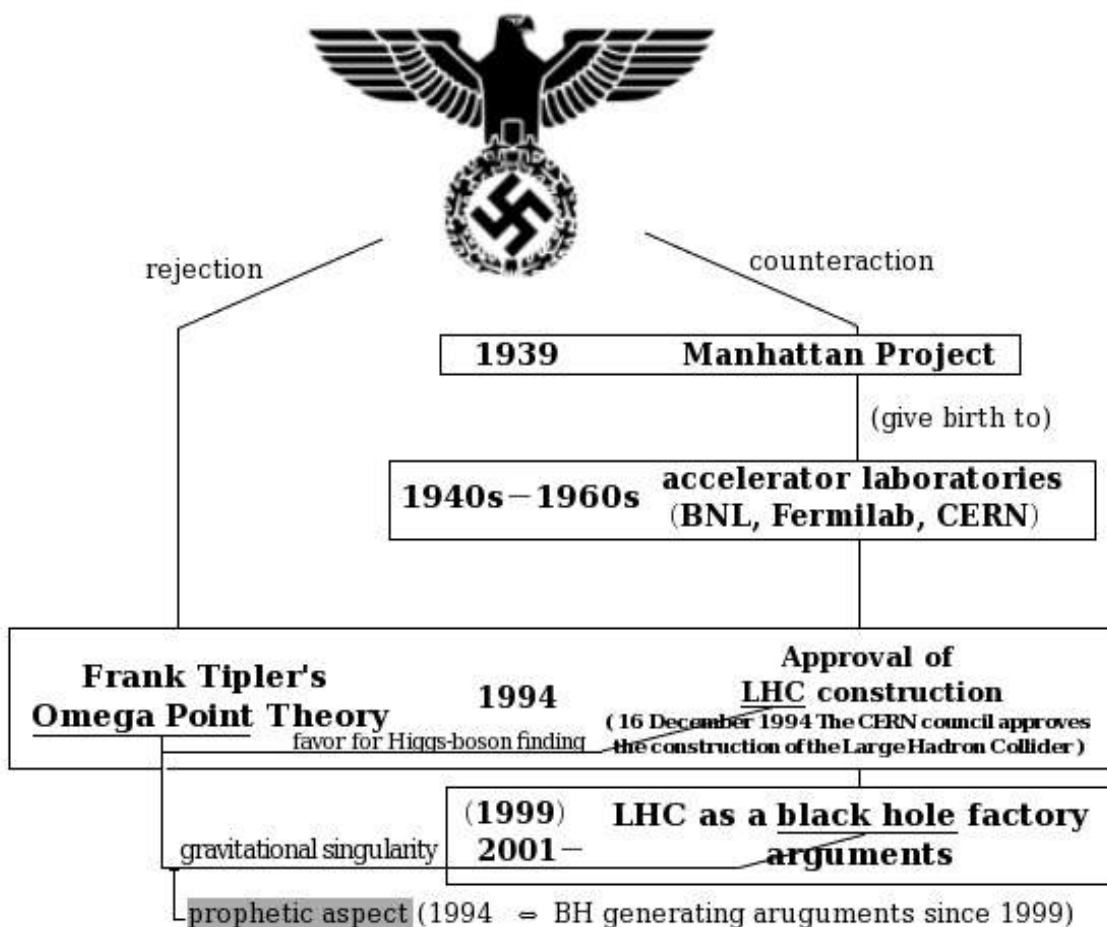 rejection
counteraction
1939 Manhattan Project
(give birth to)
1940s－1960s accelerator laboratories
(BNL, Fermilab, CERN)
Frank Tipler's
Omega Point Theory
1994
Approval of
LHC construction
( 16 December 1994 The CERN council approves
the construction of the Large Hadron Collider )
favor for Higgs-boson finding
(1999)
2001－
LHC as a black hole factory
arguments
gravitational singularity
prophetic aspect (1994 ⇔ BH generating aruguments since 1999)